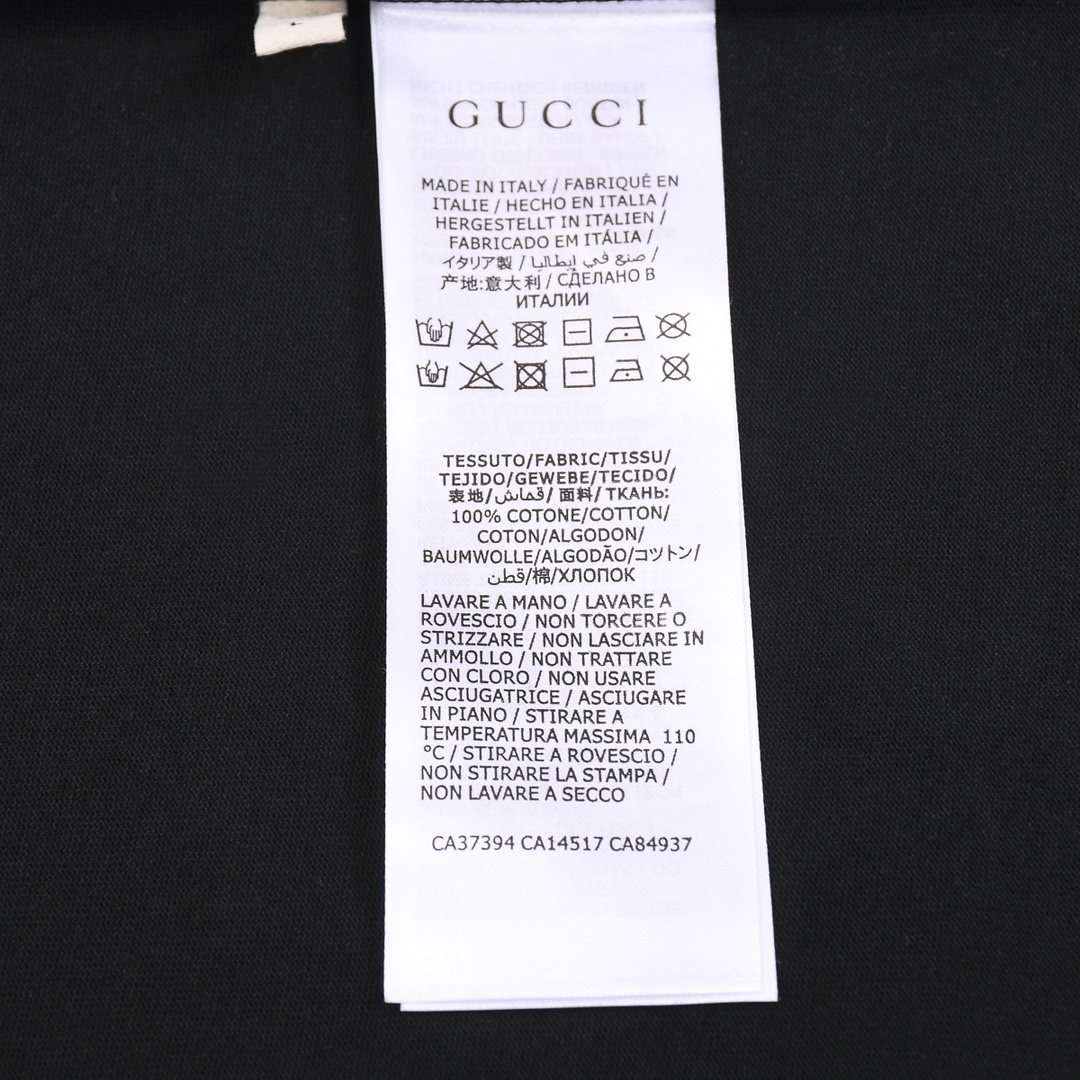 GUCCI
MADE IN ITALY / FABRIQUÉ EN
ITALIE / HECHO EN ITALIA /
HERGESTELLT IN ITALIEN /
FABRICADO EM ITÁLIA /
イタリア製 / صنع في إيطاليا /
产地:意大利 / СДЕЛАНО В
ИТАЛИИ
TESSUTO/FABRIC/TISSU/
TEJIDO/GEWEBE/TECIDO/
表地/قماش/ 面料/ ТКАНЬ:
100% COTONE/COTTON/
COTON/ALGODON/
BAUMWOLLE/ALGODÃO/コットン/
قطن/棉/ХЛОПОК
LAVARE A MANO / LAVARE A
ROVESCIO / NON TORCERE O
STRIZZARE / NON LASCIARE IN
AMMOLLO / NON TRATTARE
CON CLORO / NON USARE
ASCIUGATRICE / ASCIUGARE
IN PIANO / STIRARE A
TEMPERATURA MASSIMA 110
°C / STIRARE A ROVESCIO /
NON STIRARE LA STAMPA /
NON LAVARE A SECCO
CA37394 CA14517 CA84937